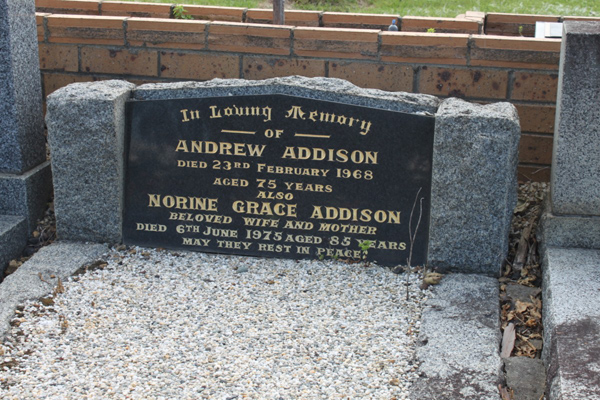 In Loving Memory
OF
ANDREW ADDISON
DIED 23RD FEBRUARY 1968
AGED 75 YEARS
ALSO
NORINE GRACE ADDISON
BELOVED WIFE AND MOTHER
DIED 6TH JUNE 1975 AGED 85 YEARS
MAY THEY REST IN PEACE.